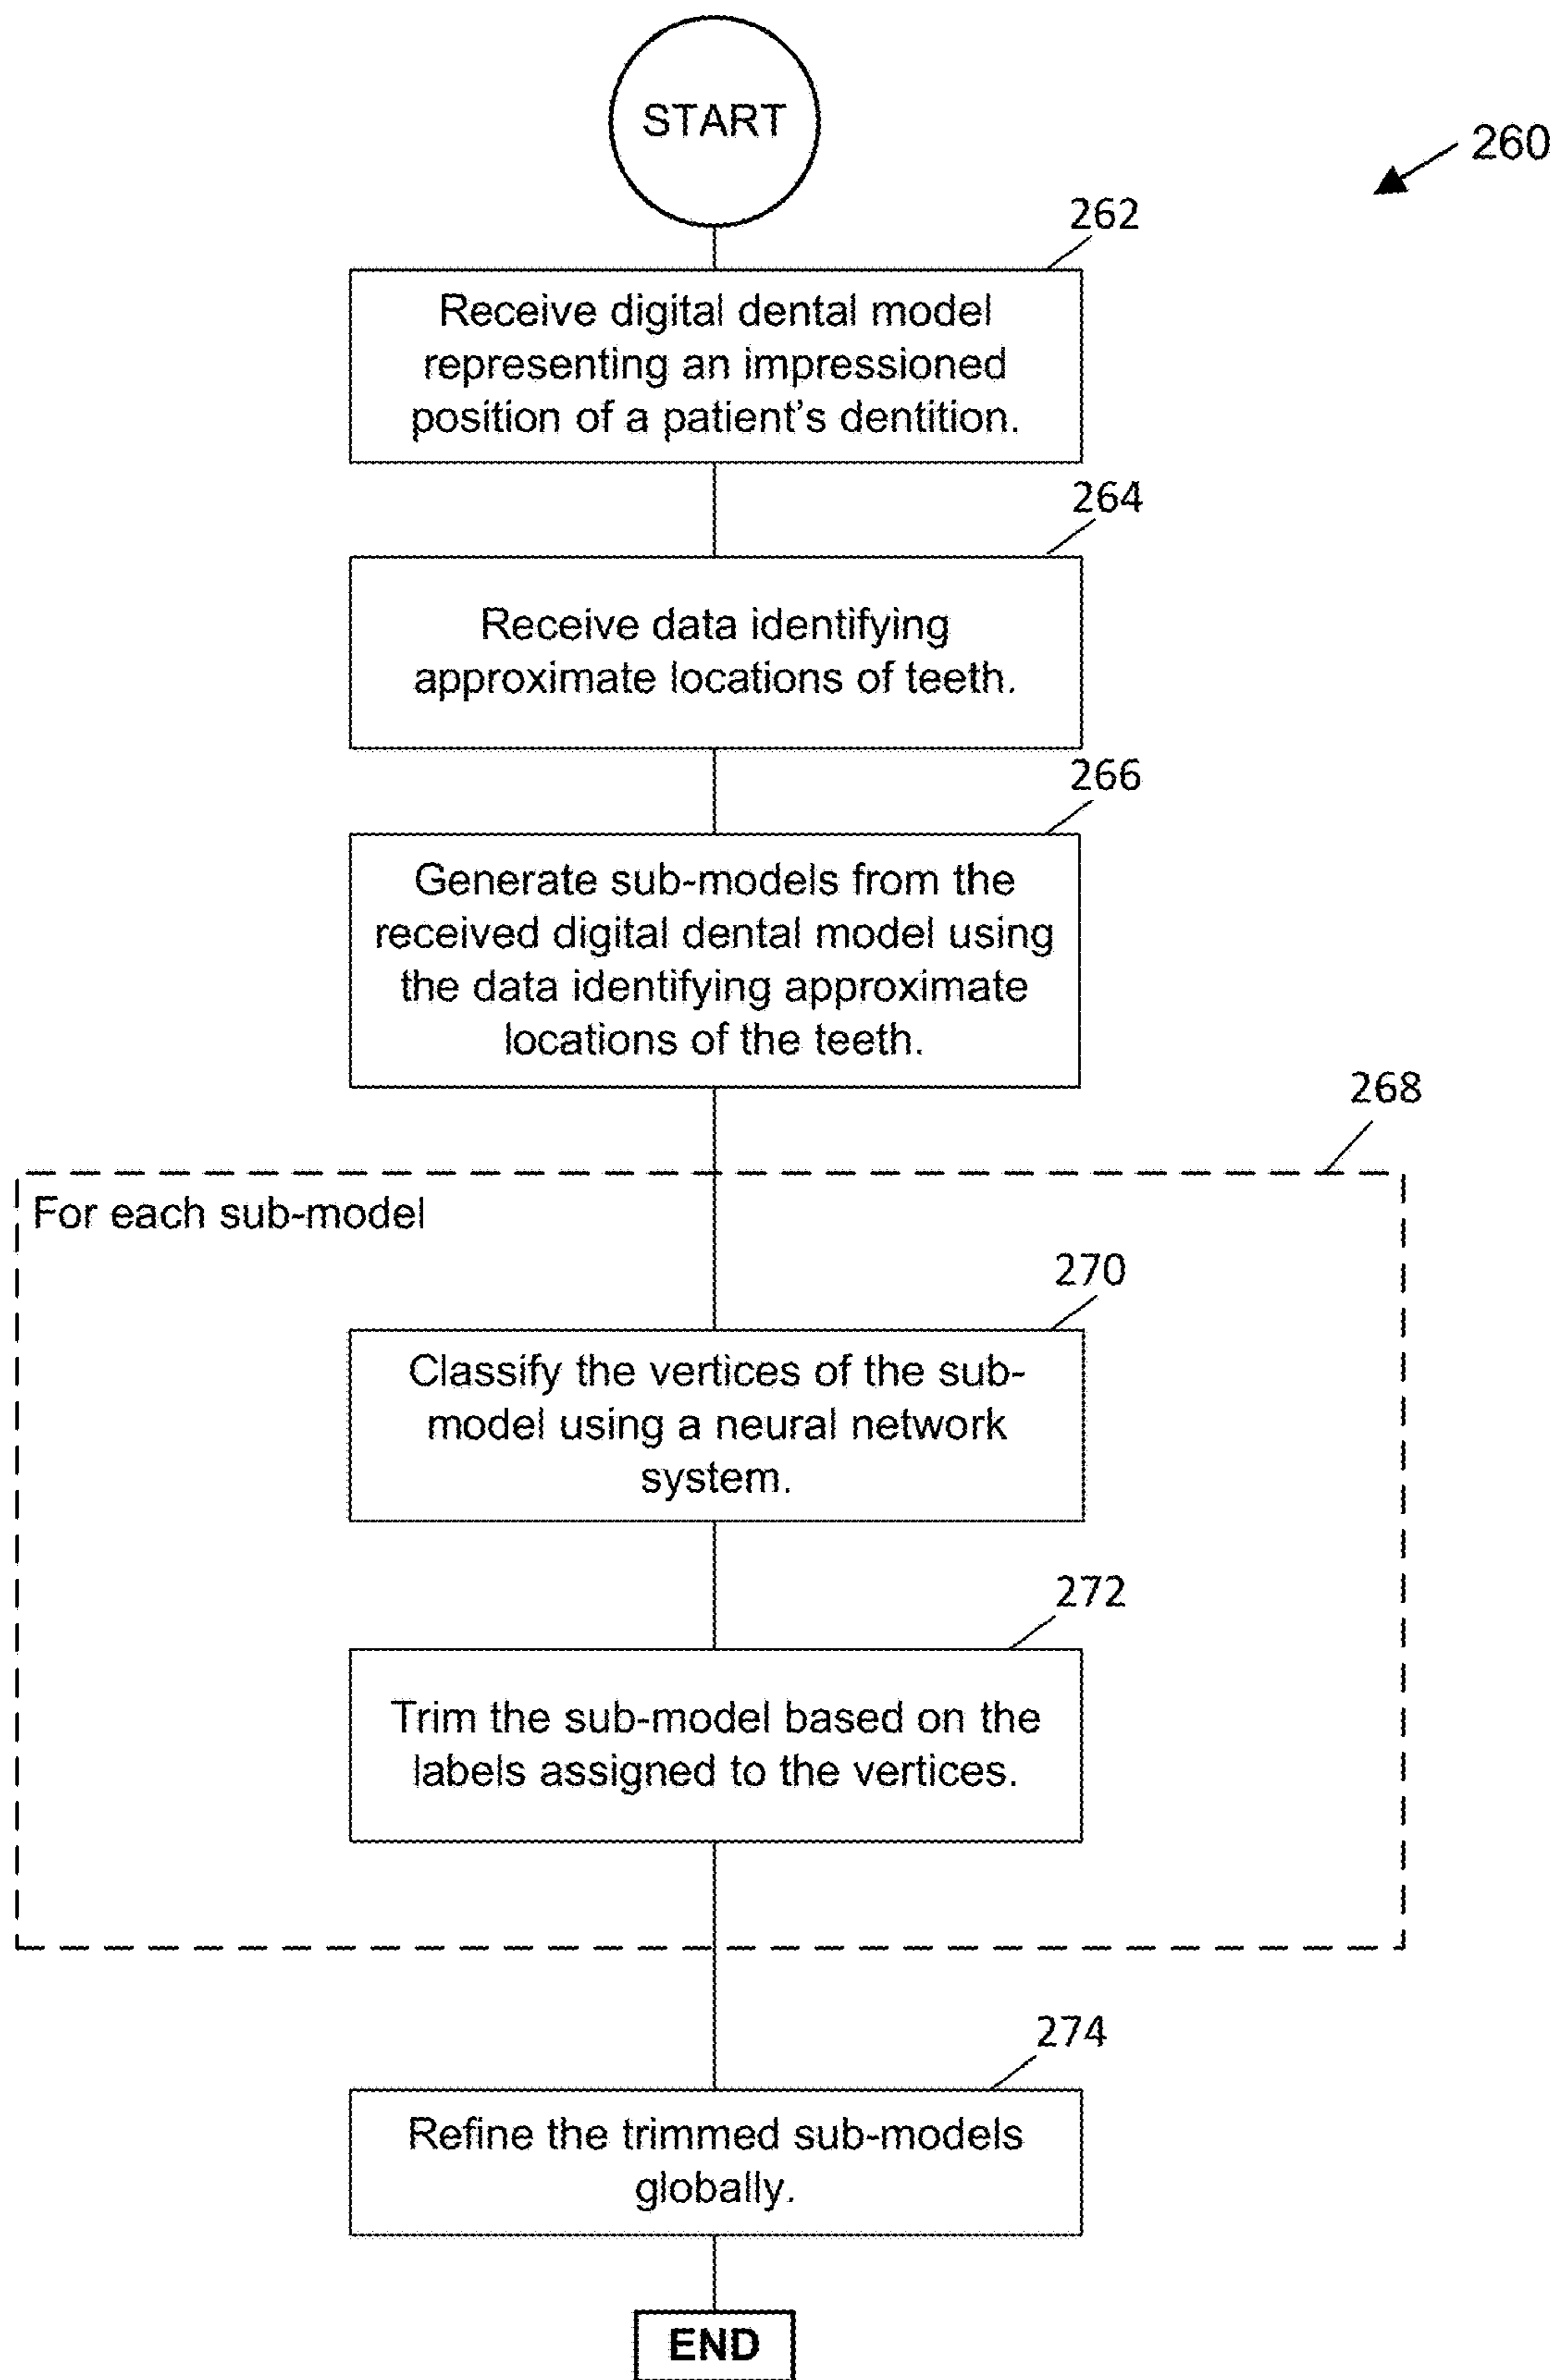 START
260
262
Receive digital dental model
representing an impressioned
position of a patient's dentition.
264
Receive data identifying
approximate locations of teeth.
266
Generate sub-models from the
received digital dental model using
the data identifying approximate
locations of the teeth.
268
For each sub-model
270
Classify the vertices of the sub-
model using a neural network
system.
272
Trim the sub-model based on the
labels assigned to the vertices.
274
Refine the trimmed sub-models
globally.
END